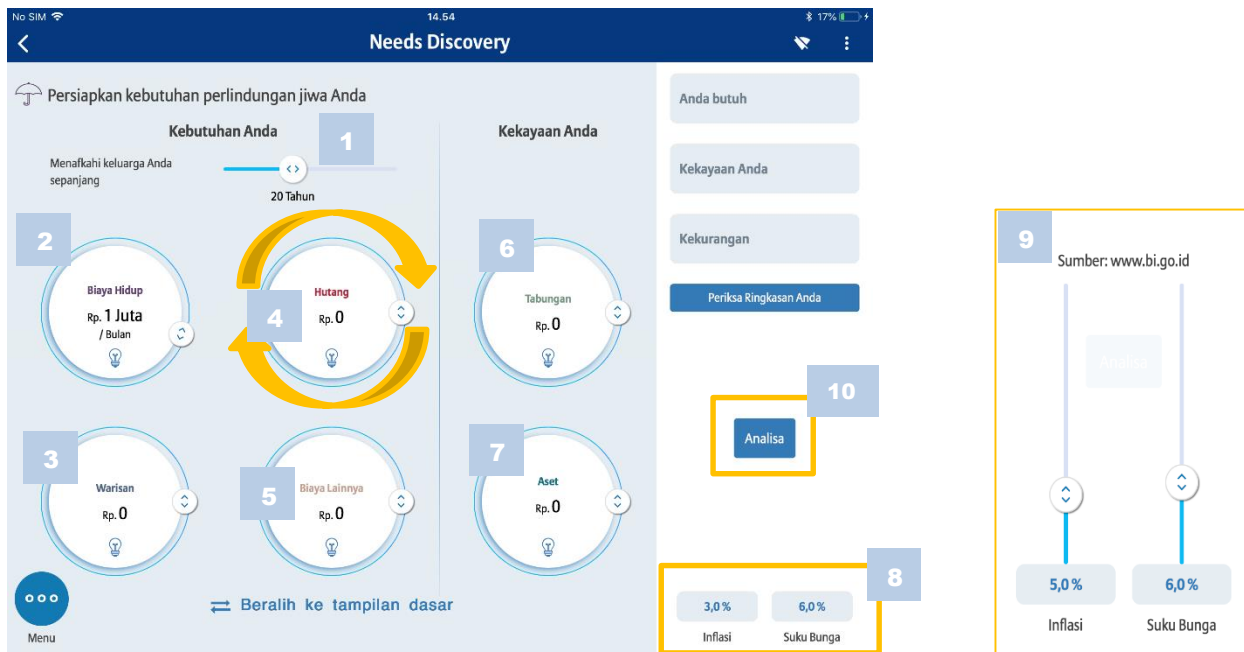 No SIM
14.54
17%
Needs Discovery
Persiapkan kebutuhan perlindungan jiwa Anda
Kebutuhan Anda
1
Menafkahi keluarga Anda
sepanjang
20 Tahun
Kekayaan Anda
2
Biaya Hidup
Rp. 1 Juta
/ Bulan
4
Hutang
Rp. 0
6
Tabungan
Rp. 0
3
Warisan
Rp. 0
5
Biaya Lainnya
Rp. 0
7
Aset
Rp. 0
Menu
Beralih ke tampilan dasar
Anda butuh
Kekayaan Anda
Kekurangan
Periksa Ringkasan Anda
10
Analisa
8
3,0 %
6,0 %
Inflasi
Suku Bunga
9
Sumber: www.bi.go.id
Analisa
5,0 %
6,0 %
Inflasi
Suku Bunga